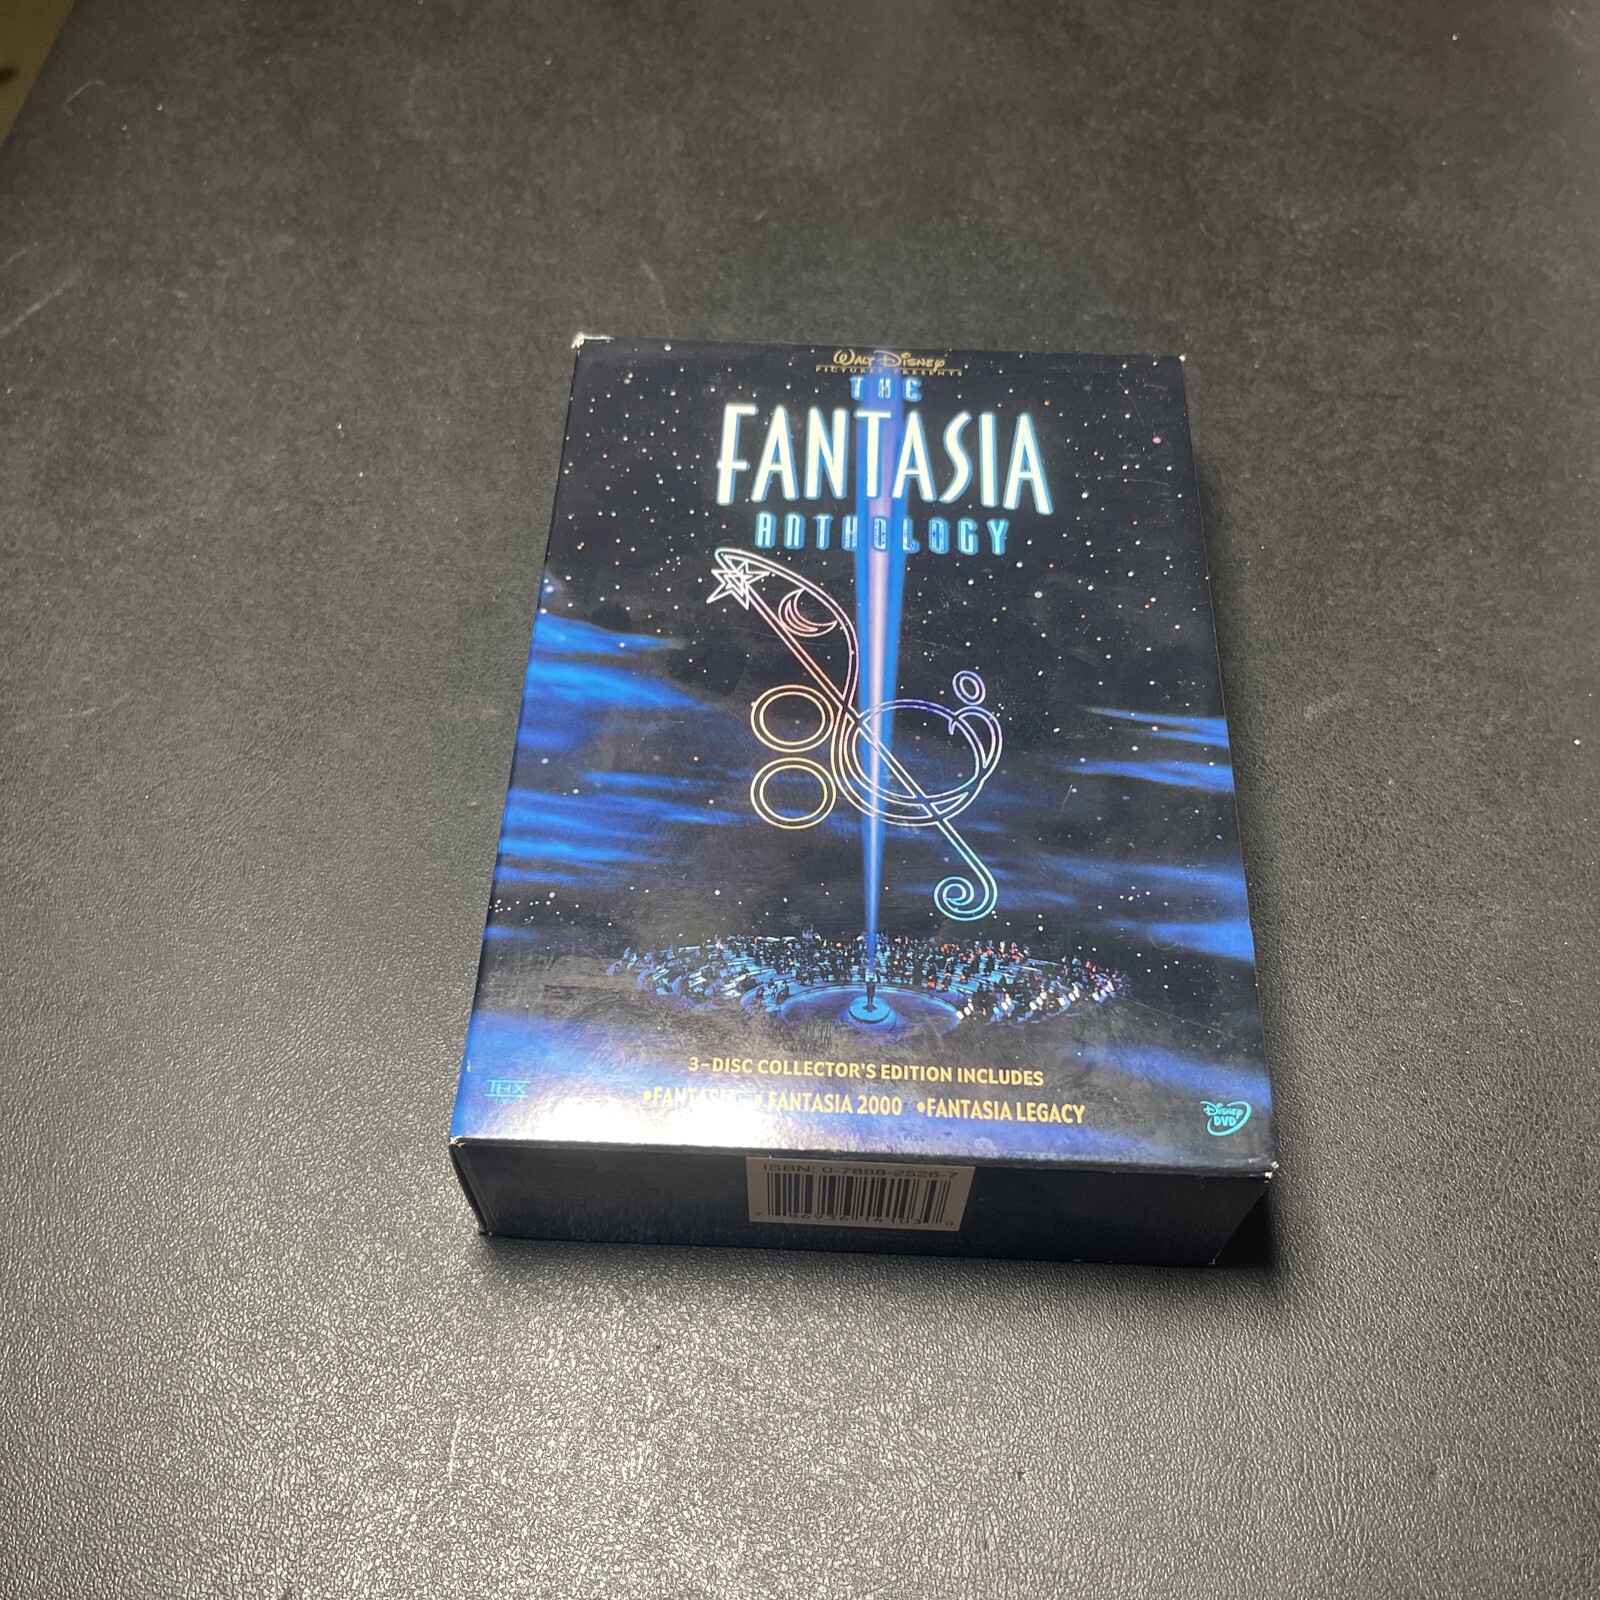 WALT DISNEY
PICTURES PRESENTS
THE
FANTASIA
ANTHOLOGY
3-DISC COLLECTOR'S EDITION INCLUDES
•FANTASIA • FANTASIA 2000 •FANTASIA LEGACY
THX
DISNEY
DVD
ISBN: 0-7888-2526-7